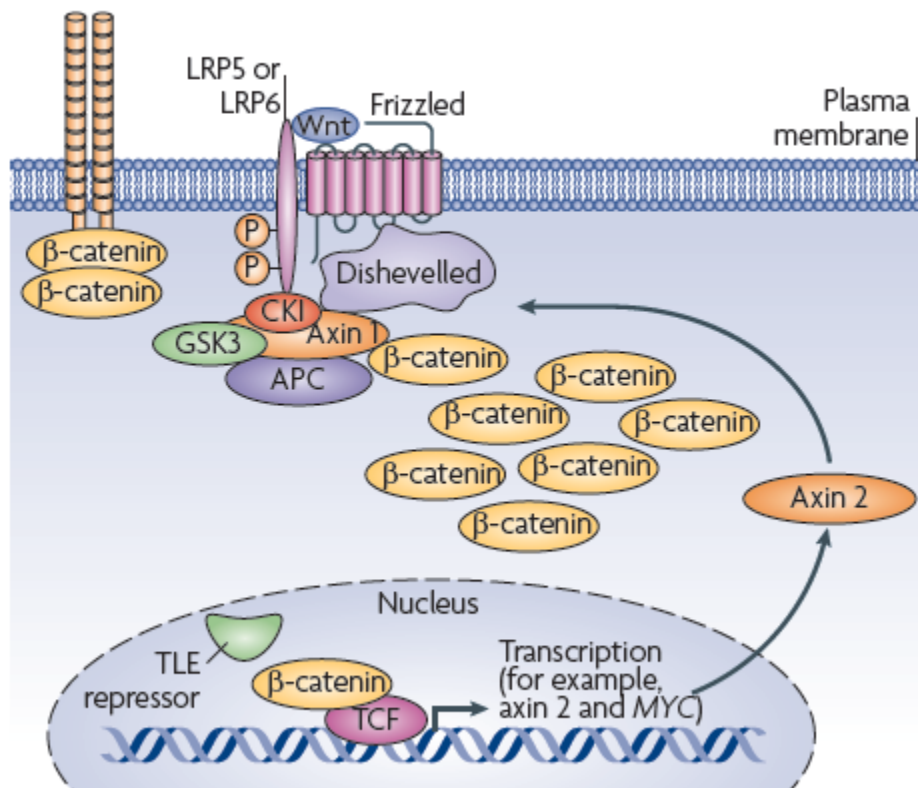 LRP5 or
LRP6
Wnt
Frizzled
Plasma
membrane
β-catenin
β-catenin
P
P
Dishevelled
CKI
Axin 1
GSK3
APC
β-catenin
β-catenin
β-catenin
β-catenin
β-catenin
β-catenin
β-catenin
Axin 2
Nucleus
TLE
repressor
β-catenin
TCF
Transcription
(for example,
axin 2 and MYC)